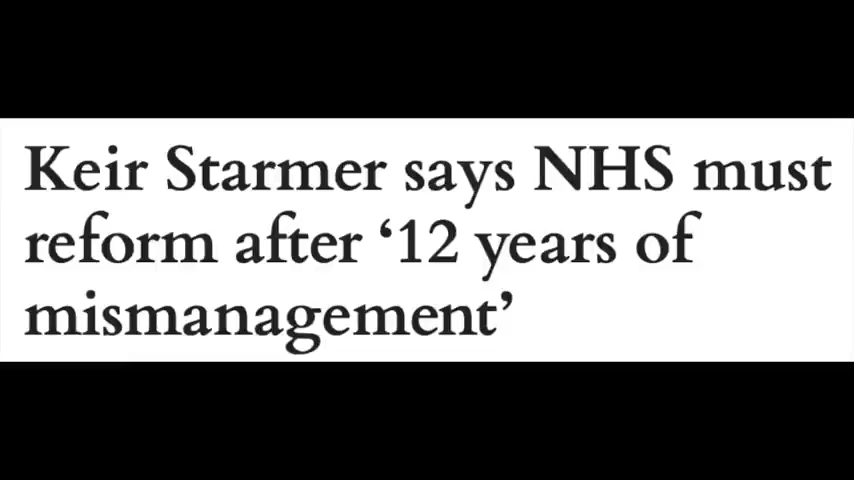 Keir Starmer says NHS must
reform after ‘12 years of
mismanagement’